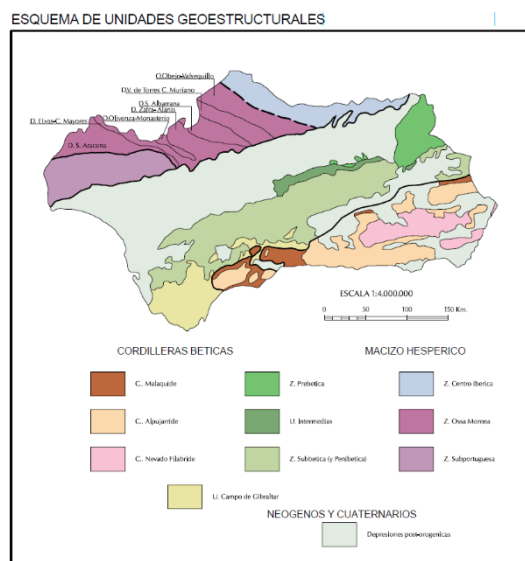 ESQUEMA DE UNIDADES GEOESTRUCTURALES
D.Obejo-Valsequillo
D.V. de Torres C. Muriano
D.S. Albarrana
D. Zafra-Alanis
D.Olivenza-Monasterio
D. Elvas-C. Mayores
D. S. Aracena
ESCALA 1:4.000.000
0 50 100 150 Km.
CORDILLERAS BETICAS
MACIZO HESPERICO
C. Malaguide
Z. Prebetica
Z. Centro Iberica
C. Alpujarride
U. Intermedias
Z. Ossa Morena
C. Nevado Filabride
Z. Subbetica (y Penibetica)
Z. Subportuguesa
U. Campo de Gibraltar
NEOGENOS Y CUATERNARIOS
Depresiones post-orogenicas